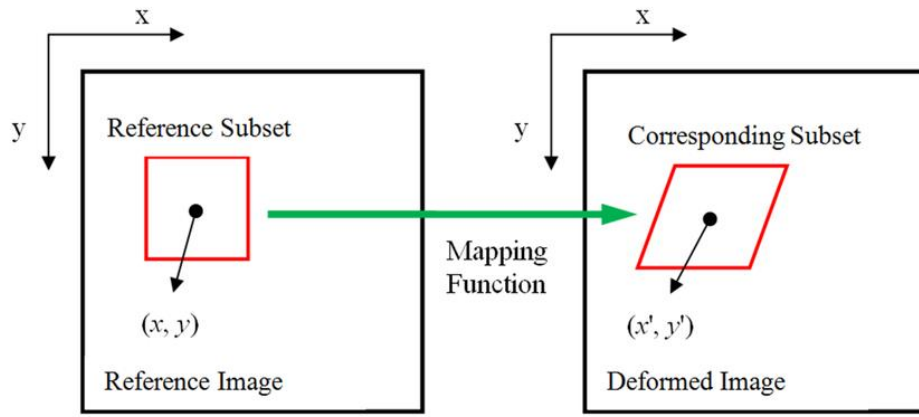 x
y
Reference Subset
(x, y)
Reference Image
Mapping
Function
x
y
Corresponding Subset
(x', y')
Deformed Image